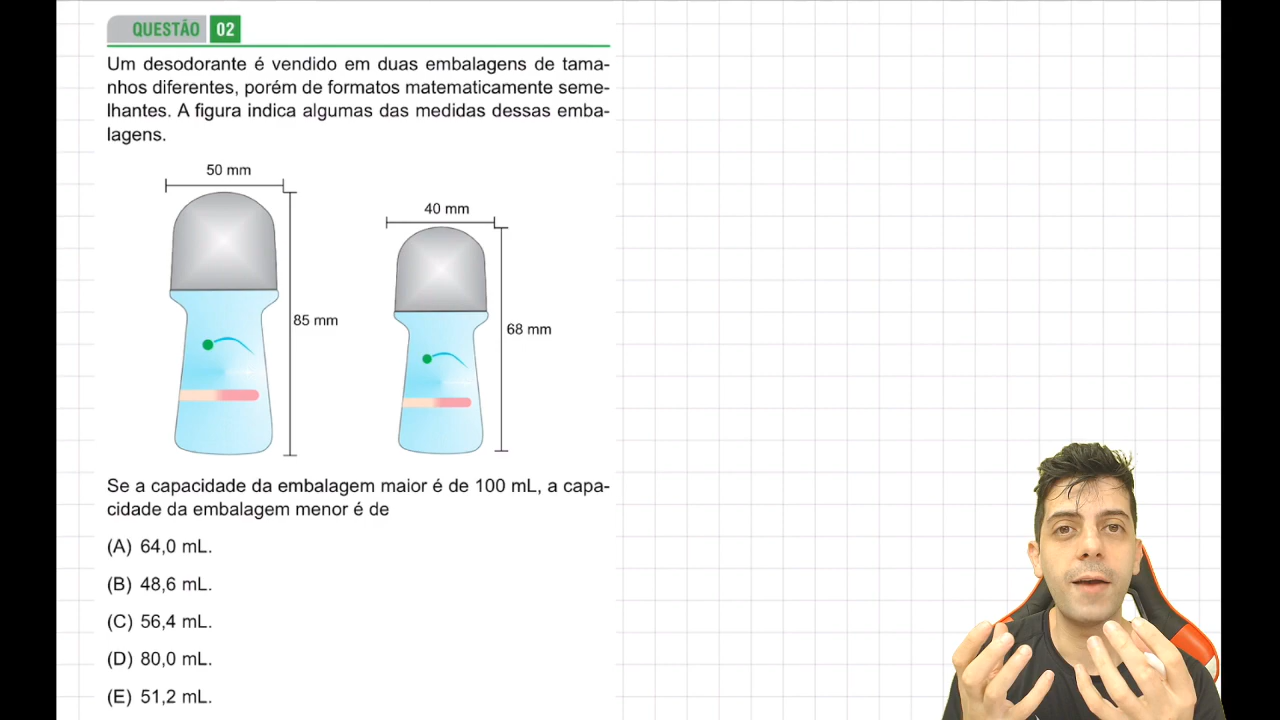 QUESTÃO 02
Um desodorante é vendido em duas embalagens de tama-
nhos diferentes, porém de formatos matematicamente seme-
lhantes. A figura indica algumas das medidas dessas emba-
lagens.
50 mm
40 mm
85 mm
68 mm
Se a capacidade da embalagem maior é de 100 mL, a capa-
cidade da embalagem menor é de
(A) 64,0 mL.
(B) 48,6 mL.
(C) 56,4 mL.
(D) 80,0 mL.
(E) 51,2 mL.